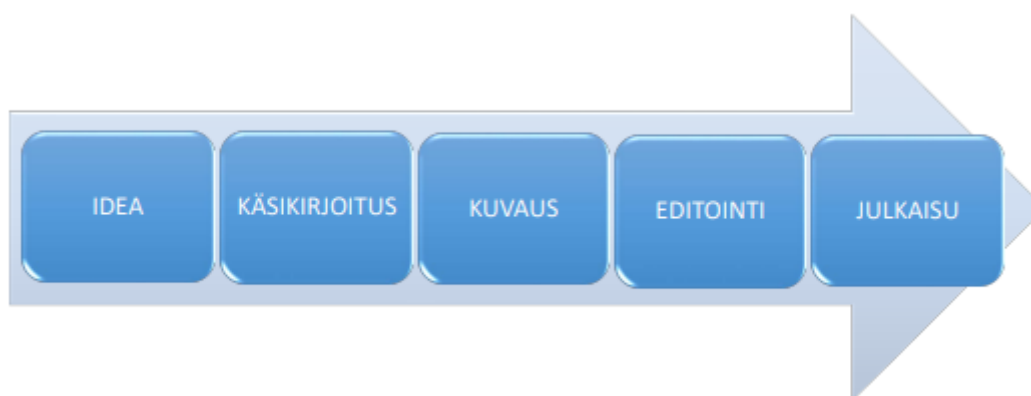 IDEA
KÄSIKIRJOITUS
KUVAUS
EDITOINTI
JULKAISU